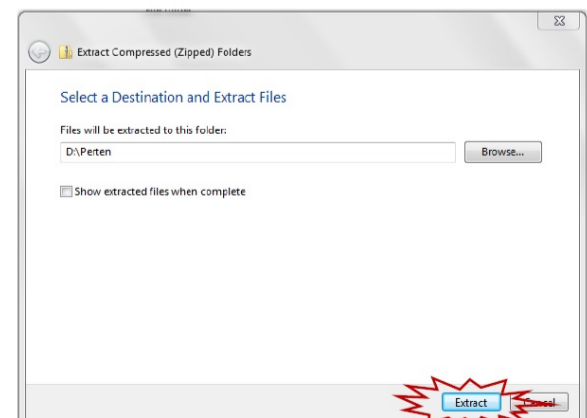 Extract Compressed (Zipped) Folders
Select a Destination and Extract Files
Files will be extracted to this folder:
D:\Perten
Browse...
Show extracted files when complete
Extract
Cancel